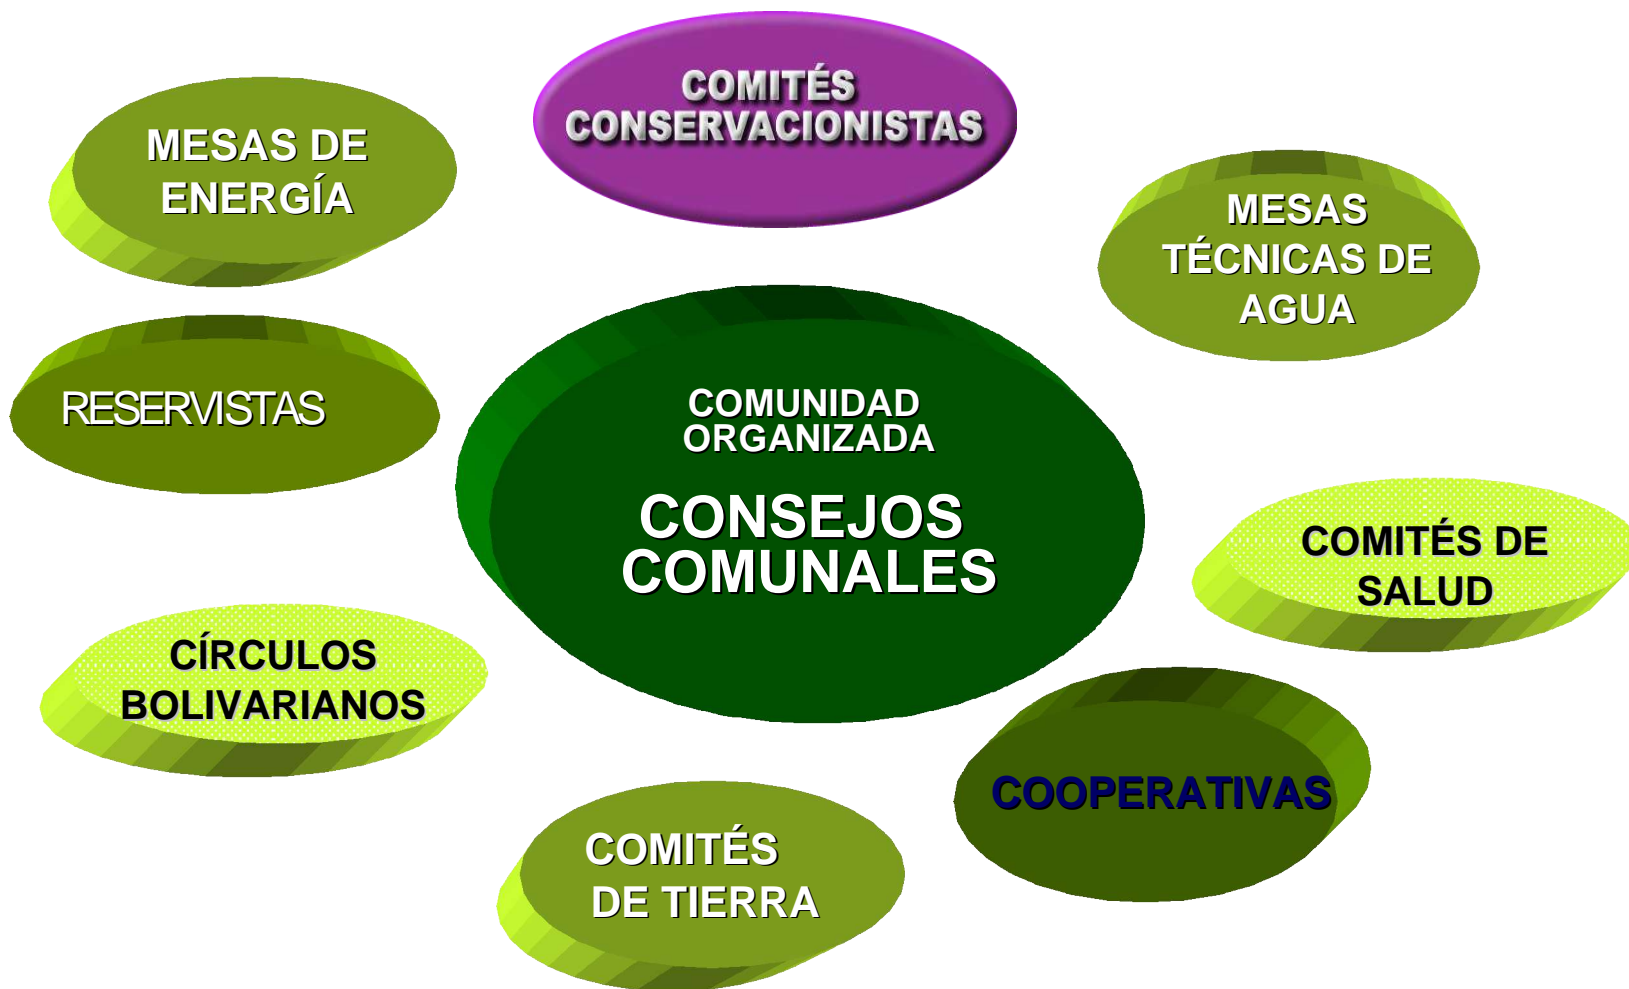 COMITÉS
CONSERVACIONISTAS
MESAS DE
ENERGÍA
MESAS
TÉCNICAS DE
AGUA
RESERVISTAS
COMUNIDAD
ORGANIZADA
CONSEJOS
COMUNALES
COMITÉS DE
SALUD
CÍRCULOS
BOLIVARIANOS
COOPERATIVAS
COMITÉS
DE TIERRA